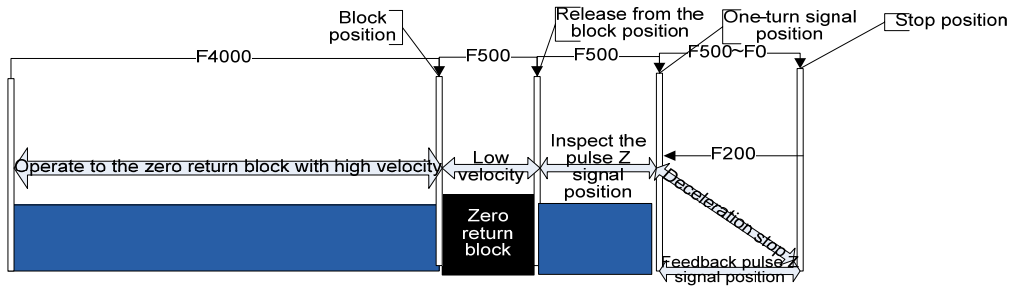 Block
position
Release from the
block position
One-turn signal
position
Stop position
F4000
F500
F500
F500~F0
Operate to the zero return block with high velocity
Low
velocity
Inspect the
pulse Z
signal
position
F200
Deceleration stop
Zero
return
block
Feedback pulse Z
signal position